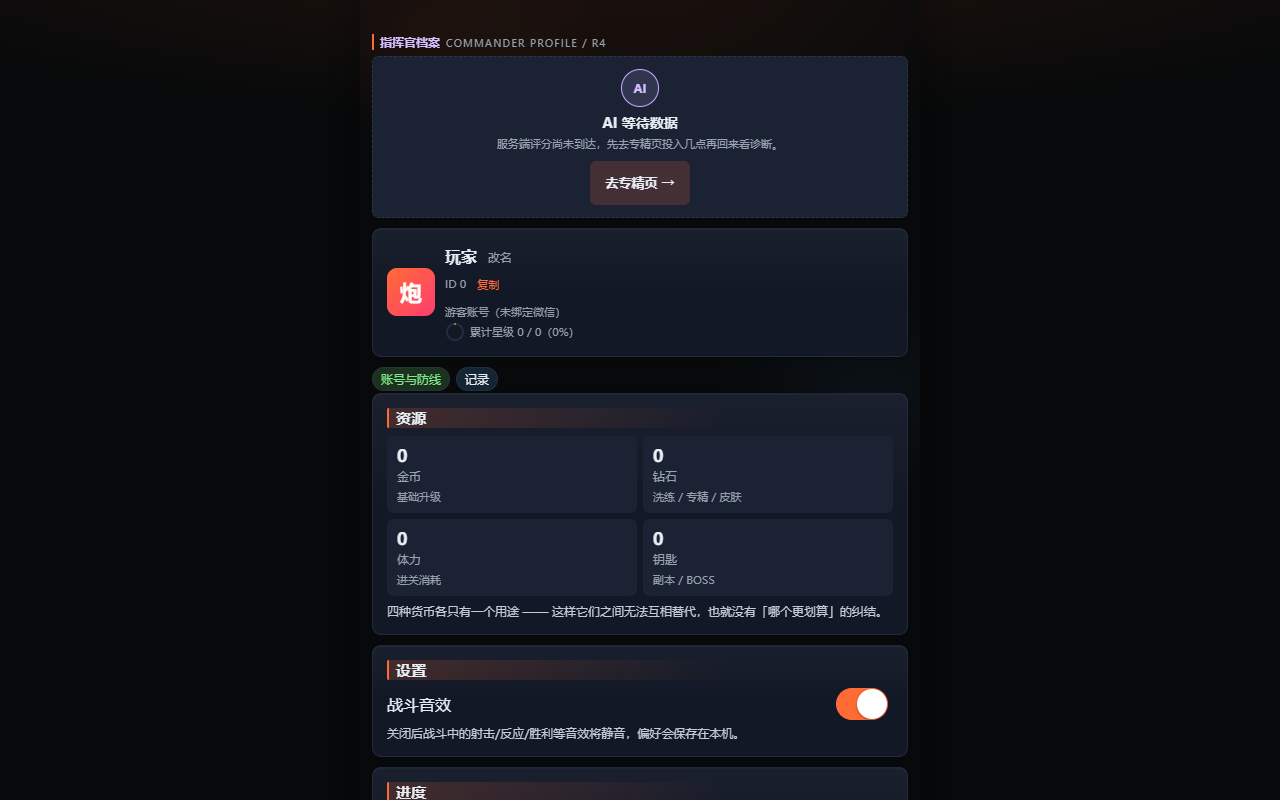 指挥官档案 COMMANDER PROFILE / R4
AI
AI 等待数据
服务端评分尚未到达，先去专精页投入几点再回来看诊断。
去专精页 →
炮
玩家 改名
ID 0 复制
游客账号（未绑定微信）
累计星级 0 / 0（0%）
账号与防线 记录
资源
0
金币
基础升级
0
钻石
洗练 / 专精 / 皮肤
0
体力
进关消耗
0
钥匙
副本 / BOSS
四种货币各只有一个用途 —— 这样它们之间无法互相替代，也就没有「哪个更划算」的纠结。
设置
战斗音效
关闭后战斗中的射击/反应/胜利等音效将静音，偏好会保存在本机。
进度